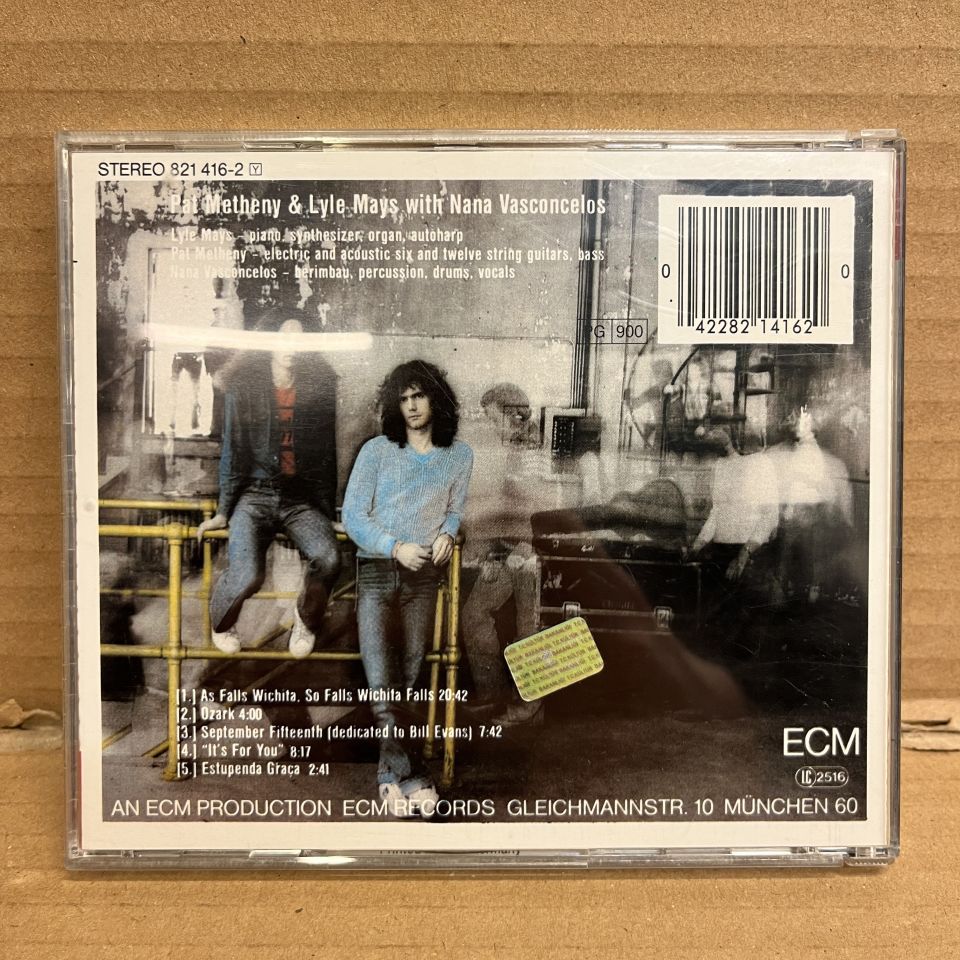 STEREO 821 416-2 Y
Pat Metheny & Lyle Mays with Nana Vasconcelos
Lyle Mays – piano, synthesizer, organ, autoharp
Pat Metheny – electric and acoustic six and twelve string guitars, bass
Nana Vasconcelos – berimbau, percussion, drums, vocals
0 42282 14162 0
PG 900
T.C. KÜLTÜR BAKANLIĞI
[1.] As Falls Wichita, So Falls Wichita Falls 20:42
[2.] Ozark 4:00
[3.] September Fifteenth (dedicated to Bill Evans) 7:42
[4.] "It's For You" 8:17
[5.] Estupenda Graça 2:41
ECM
LC 2516
AN ECM PRODUCTION ECM RECORDS GLEICHMANNSTR. 10 MÜNCHEN 60